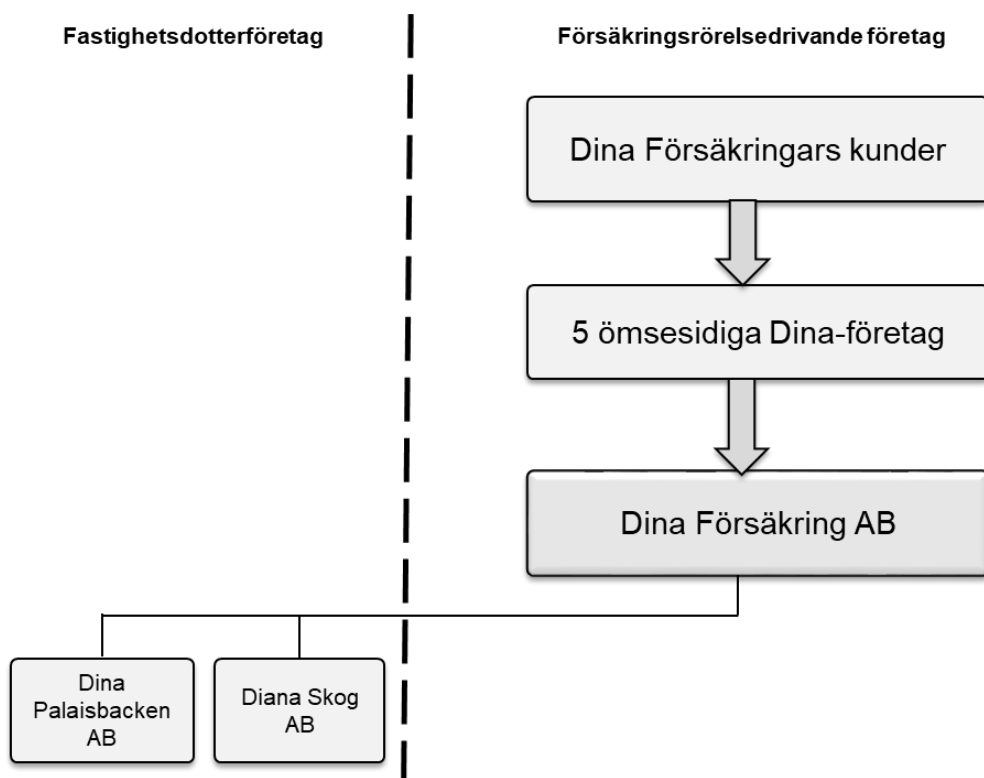 Fastighetsdotterföretag
Försäkringsrörelsedrivande företag
Dina Försäkringars kunder
5 ömsesidiga Dina-företag
Dina Försäkring AB
Dina
Palaisbacken
AB
Diana Skog
AB